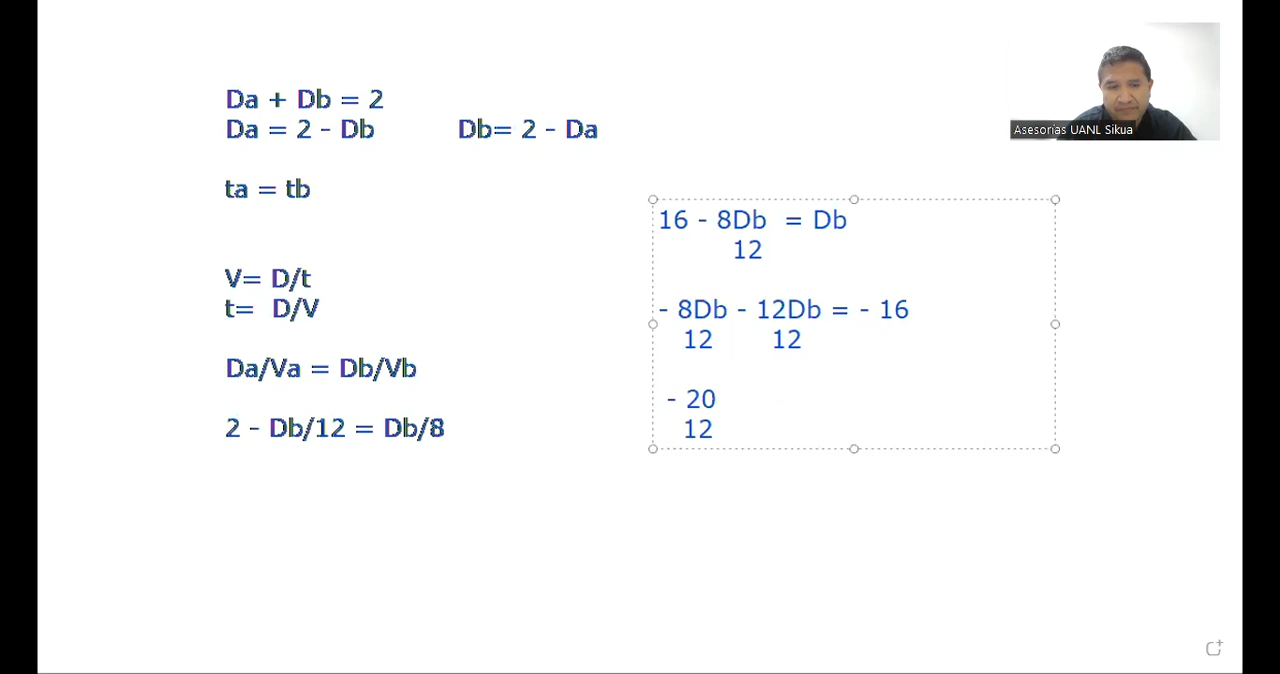 Da + Db = 2
Da = 2 - Db
Db= 2 - Da
ta = tb
V= D/t
t= D/V
Da/Va = Db/Vb
2 - Db/12 = Db/8
16 - 8Db = Db
12
- 8Db - 12Db = - 16
12 12
- 20
12
Asesorías UANL Sikua